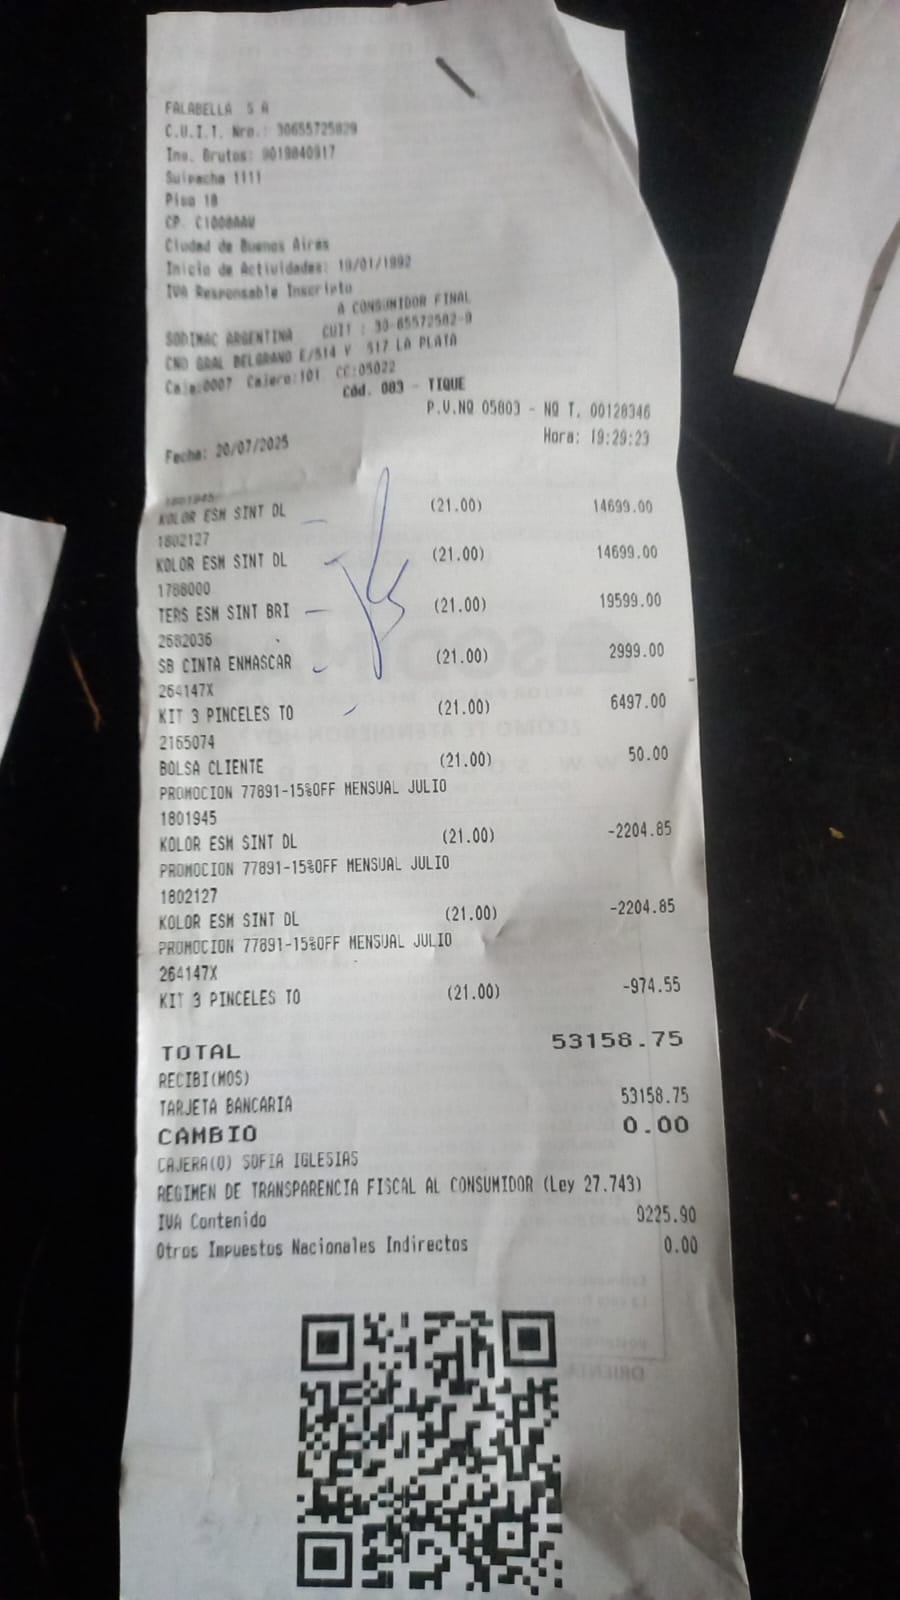 FALABELLA S A
C.U.I.T. Nro.: 30655725829
Ing. Brutos: 9019840917
Suipacha 1111
Piso 18
CP. C1008AAW
Ciudad de Buenos Aires
Inicio de Actividades: 19/01/1992
IVA Responsable Inscripto
A CONSUMIDOR FINAL
SODIMAC ARGENTINA CUIT : 30-65572582-9
CNO GRAL BELGRANO E/514 Y 517 LA PLATA
Caja:0007 Cajero:101 CC:05022
Cód. 083 - TIQUE
P.V.NQ 05803 - NQ T. 00128346
Fecha: 20/07/2025 Hora: 19:29:23
1801945
KOLOR ESM SINT DL (21.00) 14699.00
1802127
KOLOR ESM SINT DL (21.00) 14699.00
1788000
TERS ESM SINT BRI (21.00) 19599.00
2682036
SB CINTA ENMASCAR (21.00) 2999.00
264147X
KIT 3 PINCELES TO (21.00) 6497.00
2165074
BOLSA CLIENTE (21.00) 50.00
PROMOCION 77891-15%OFF MENSUAL JULIO
1801945
KOLOR ESM SINT DL (21.00) -2204.85
PROMOCION 77891-15%OFF MENSUAL JULIO
1802127
KOLOR ESM SINT DL (21.00) -2204.85
PROMOCION 77891-15%OFF MENSUAL JULIO
264147X
KIT 3 PINCELES TO (21.00) -974.55
TOTAL 53158.75
RECIBI(MOS)
TARJETA BANCARIA 53158.75
CAMBIO 0.00
CAJERA(O) SOFIA IGLESIAS
REGIMEN DE TRANSPARENCIA FISCAL AL CONSUMIDOR (Ley 27.743)
IVA Contenido 9225.90
Otros Impuestos Nacionales Indirectos 0.00